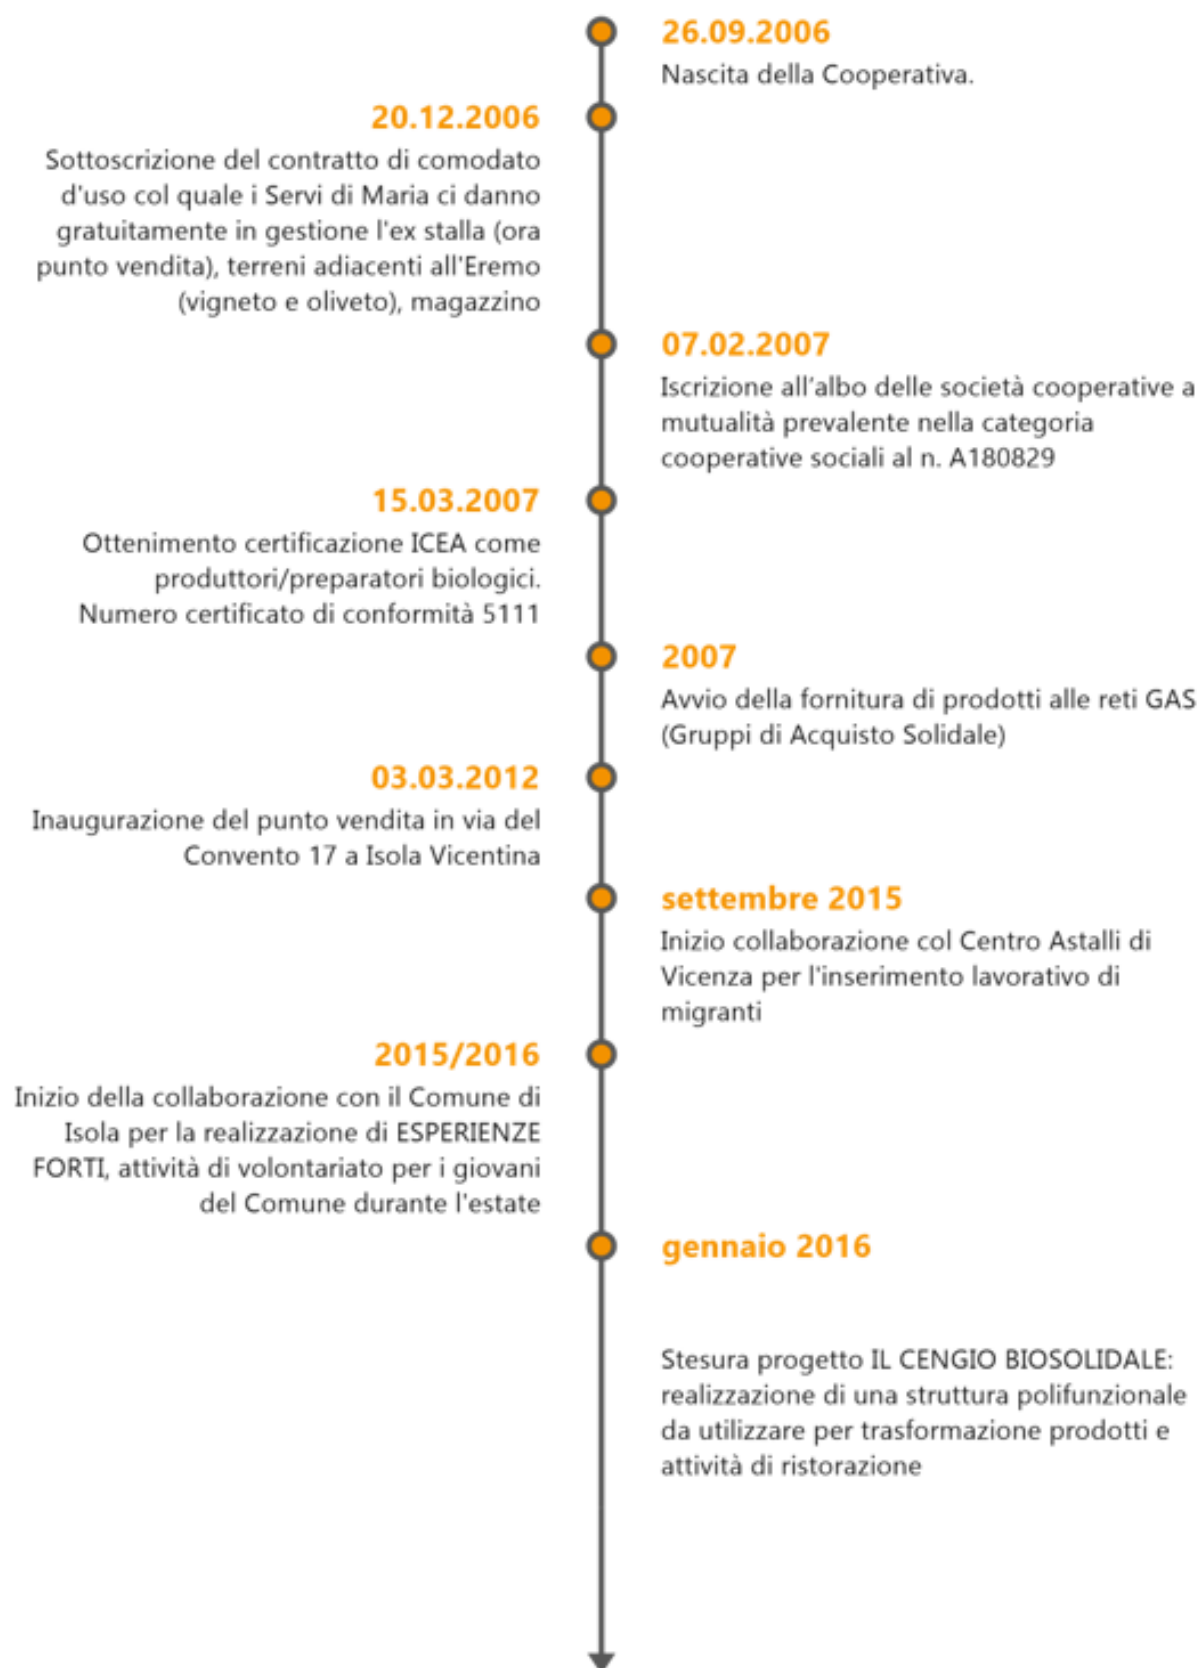 26.09.2006
Nascita della Cooperativa.
20.12.2006
Sottoscrizione del contratto di comodato
d'uso col quale i Servi di Maria ci danno
gratuitamente in gestione l'ex stalla (ora
punto vendita), terreni adiacenti all'Eremo
(vigneto e oliveto), magazzino
07.02.2007
Iscrizione all'albo delle società cooperative a
mutualità prevalente nella categoria
cooperative sociali al n. A180829
15.03.2007
Ottenimento certificazione ICEA come
produttori/preparatori biologici.
Numero certificato di conformità 5111
2007
Avvio della fornitura di prodotti alle reti GAS
(Gruppi di Acquisto Solidale)
03.03.2012
Inaugurazione del punto vendita in via del
Convento 17 a Isola Vicentina
settembre 2015
Inizio collaborazione col Centro Astalli di
Vicenza per l'inserimento lavorativo di
migranti
2015/2016
Inizio della collaborazione con il Comune di
Isola per la realizzazione di ESPERIENZE
FORTI, attività di volontariato per i giovani
del Comune durante l'estate
gennaio 2016
Stesura progetto IL CENGIO BIOSOLIDALE:
realizzazione di una struttura polifunzionale
da utilizzare per trasformazione prodotti e
attività di ristorazione